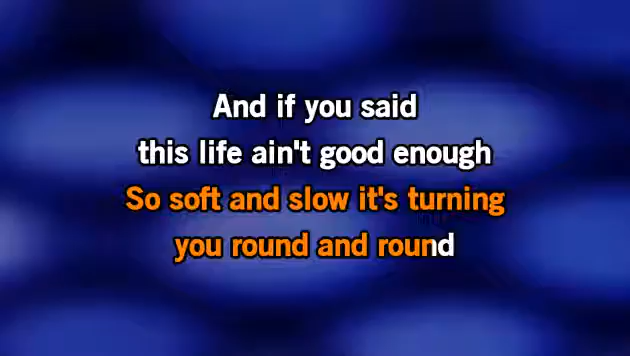 And if you said
this life ain't good enough
So soft and slow it's turning
you round and round